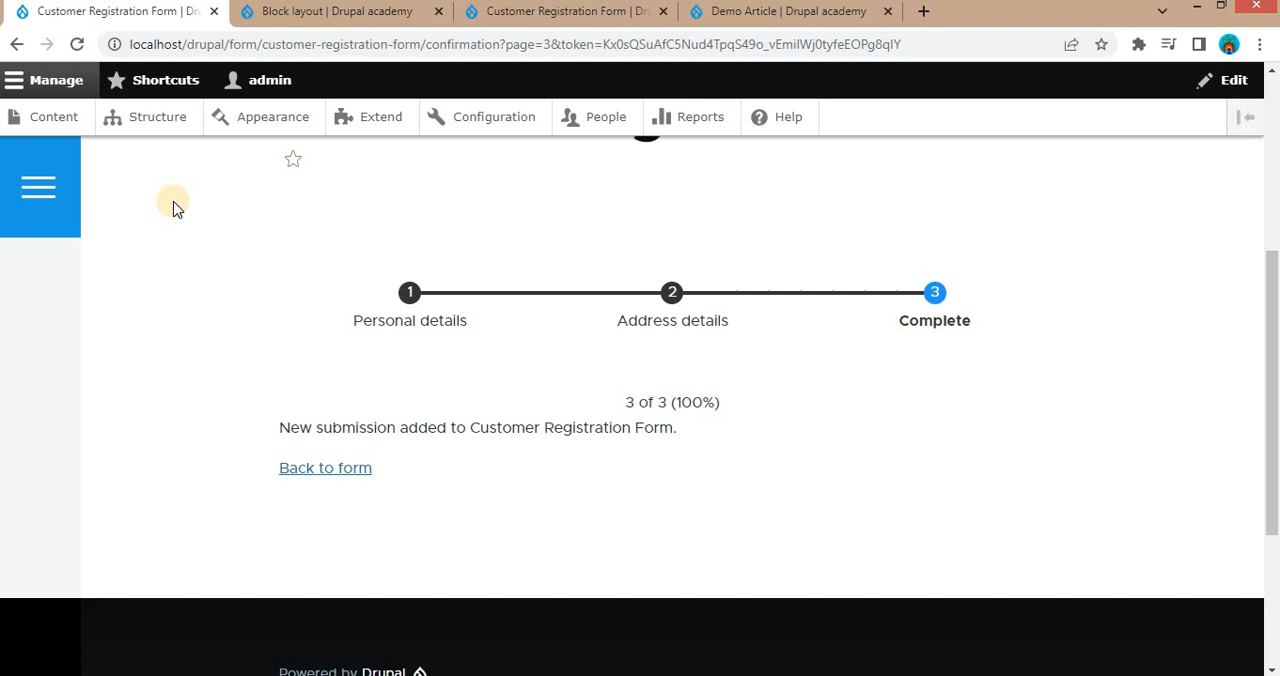 Customer Registration Form | Dr
Block layout | Drupal academy
Customer Registration Form | Dr
Demo Article | Drupal academy
localhost/drupal/form/customer-registration-form/confirmation?page=3&token=Kx0sQSuAfC5Nud4TpqS49o_vEmiIWj0tyfeEOPg8qIY
Manage Shortcuts admin Edit
Content Structure Appearance Extend Configuration People Reports Help
1 2 3
Personal details Address details Complete
3 of 3 (100%)
New submission added to Customer Registration Form.
Back to form
Powered by Drupal